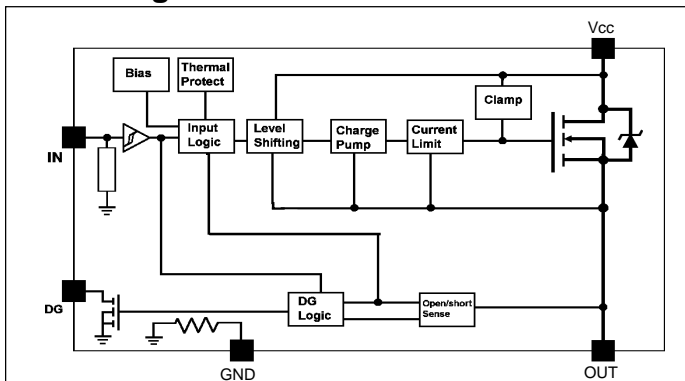 Vcc
Bias
Thermal
Protect
Clamp
Input
Logic
Level
Shifting
Charge
Pump
Current
Limit
IN
DG
DG
Logic
Open/short
Sense
GND
OUT